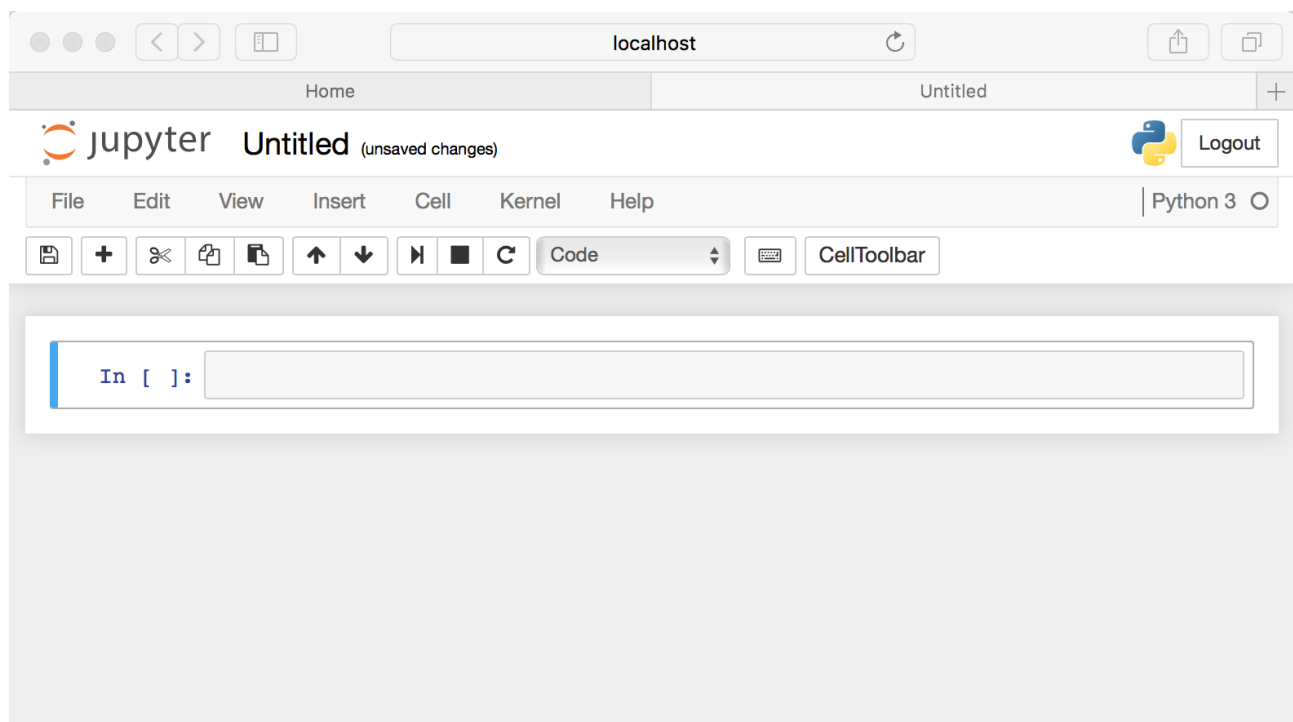 localhost
Home Untitled
jupyter Untitled (unsaved changes) Logout
File Edit View Insert Cell Kernel Help Python 3
Code CellToolbar
In [ ]: